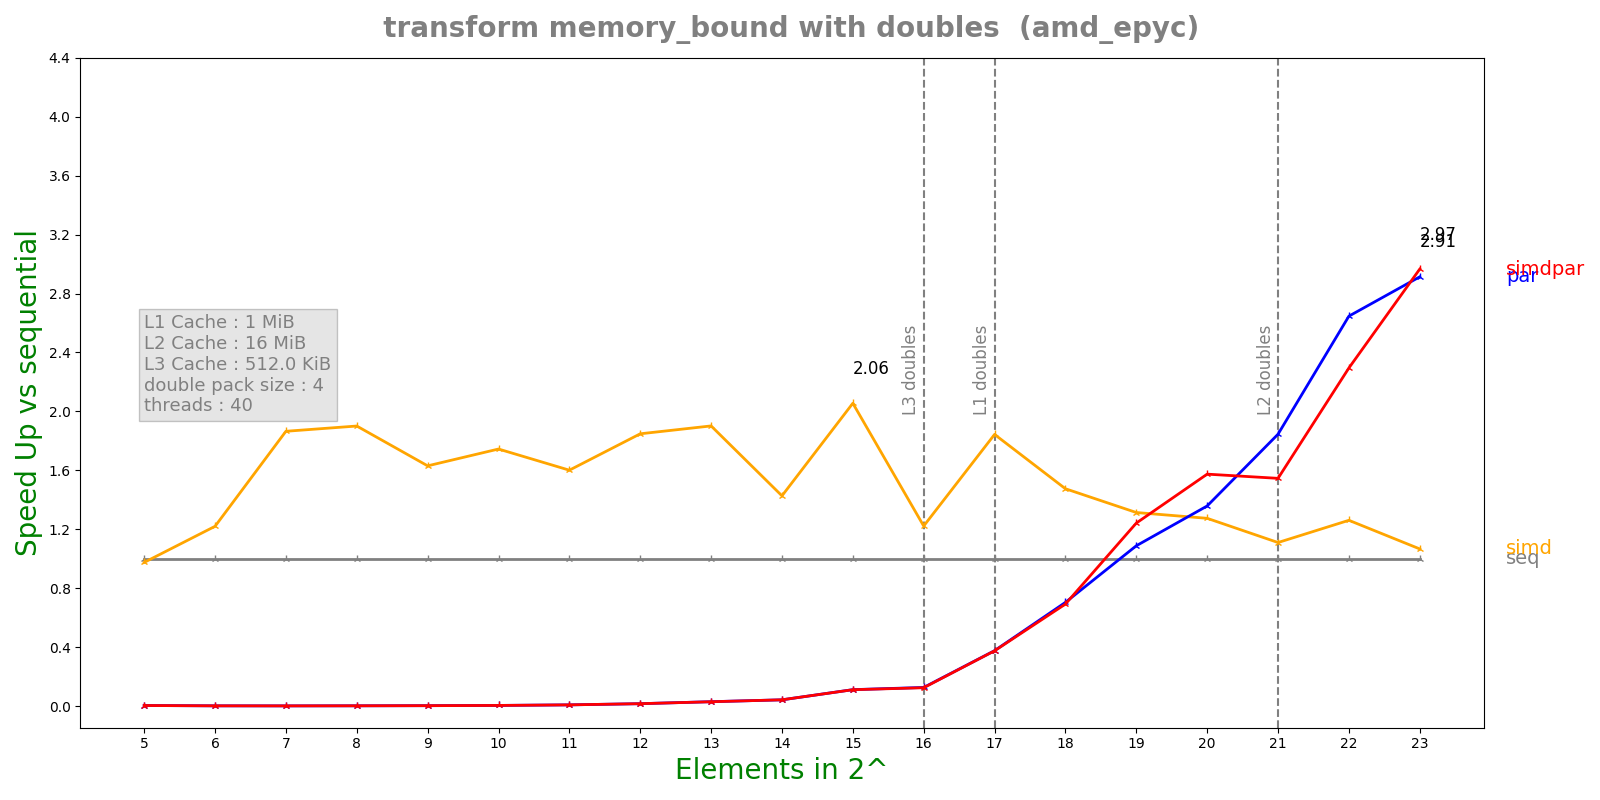 transform memory_bound with doubles (amd_epyc)
Speed Up vs sequential
4.4
4.0
3.6
3.2
2.8
2.4
2.0
1.6
1.2
0.8
0.4
0.0
L1 Cache : 1 MiB
L2 Cache : 16 MiB
L3 Cache : 512.0 KiB
double pack size : 4
threads : 40
2.06
L3 doubles
L1 doubles
L2 doubles
2.97
2.91
simdpar
par
simd
seq
5 6 7 8 9 10 11 12 13 14 15 16 17 18 19 20 21 22 23
Elements in 2^